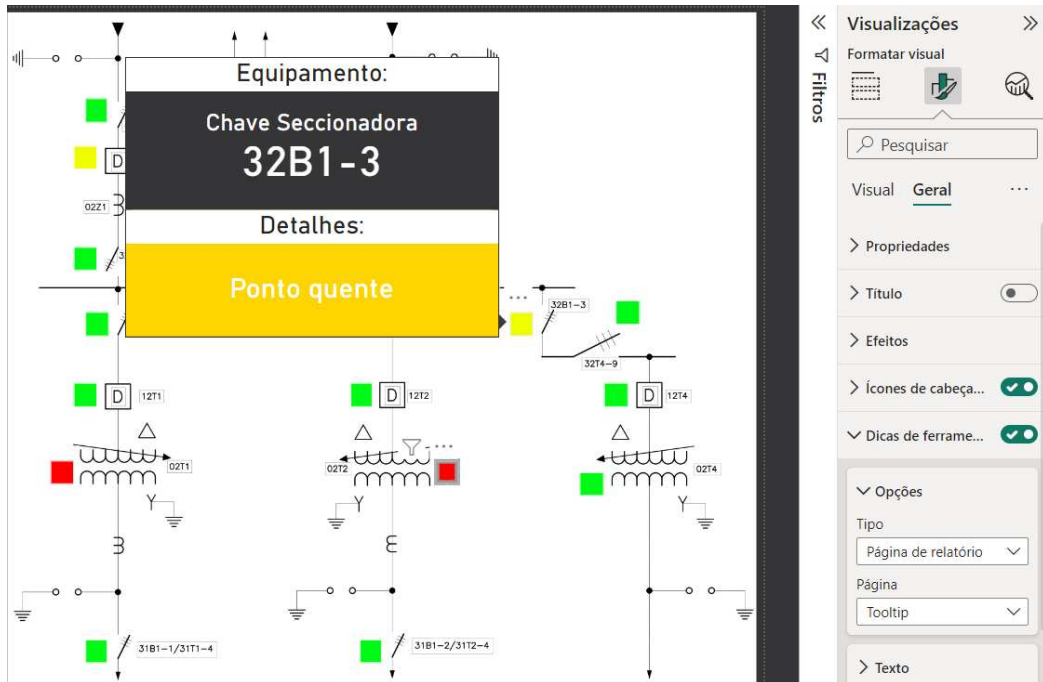 Equipamento:
Chave Seccionadora
32B1-3
Detalhes:
Ponto quente
D
02Z1
...
32B1-3
32T4-9
D
12T1
D
12T2
D
12T4
...
02T1
02T2
02T4
31B1-1/31T1-4
31B1-2/31T2-4
Filtros
Visualizações
Formatar visual
Pesquisar
Visual Geral ...
Propriedades
Título
Efeitos
Ícones de cabeça...
Dicas de ferrame...
Opções
Tipo
Página de relatório
Página
Tooltip
Texto